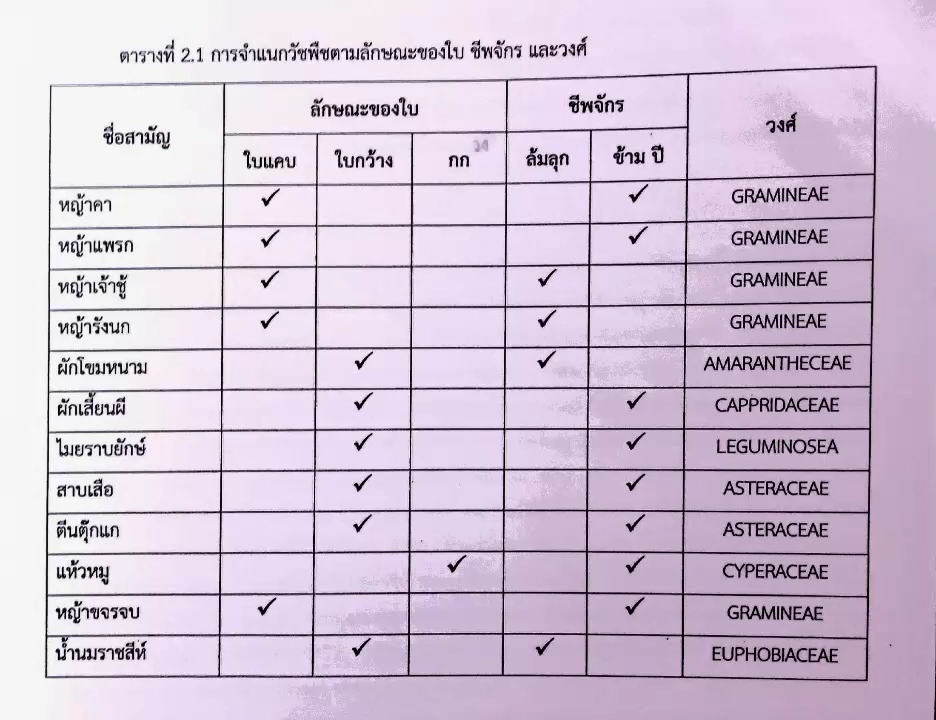 ตารางที่ 2.1 การจำแนกวัชพืชตามลักษณะของใบ ชีพจักร และวงศ์
ชื่อสามัญ ลักษณะของใบ ชีพจักร วงศ์
ใบแคบ ใบกว้าง กก ล้มลุก ข้าม ปี
หญ้าคา ✓ ✓ GRAMINEAE
หญ้าแพรก ✓ ✓ GRAMINEAE
หญ้าเจ้าชู้ ✓ ✓ GRAMINEAE
หญ้ารังนก ✓ ✓ GRAMINEAE
ผักโขมหนาม ✓ ✓ AMARANTHECEAE
ผักเสี้ยนผี ✓ ✓ CAPPRIDACEAE
ไมยราบยักษ์ ✓ ✓ LEGUMINOSEA
สาบเสือ ✓ ✓ ASTERACEAE
ตีนตุ๊กแก ✓ ✓ ASTERACEAE
แห้วหมู ✓ ✓ CYPERACEAE
หญ้าขจรจบ ✓ ✓ GRAMINEAE
น้ำนมราชสีห์ ✓ ✓ EUPHOBIACEAE